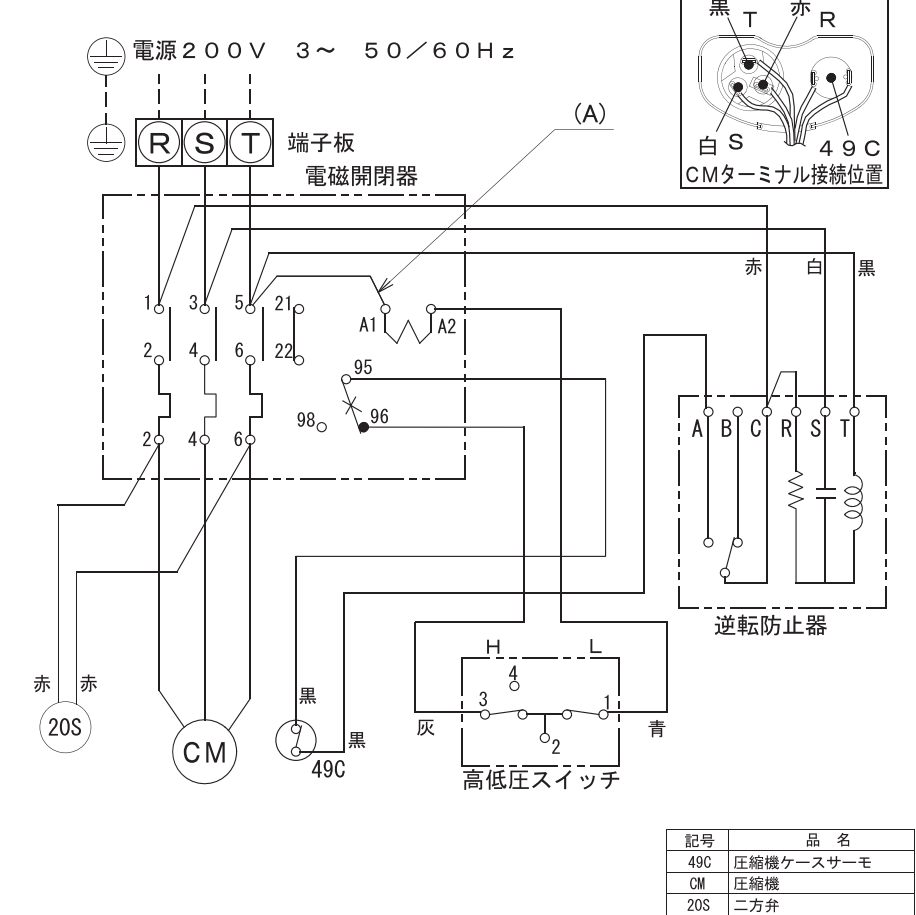 電源200V 3～ 50／60Hz
R S T 端子板
電磁開閉器
(A)
黒 T 赤 R
白 S 49C
CMターミナル接続位置
赤 白 黒
1 3 5 21
A1 A2
2 4 6 22
95
98 96
2 4 6
A B C R S T
逆転防止器
赤 赤
20S
CM
黒
黒
49C
H L
4
3 1
2
灰 青
高低圧スイッチ
記号 品 名
49C 圧縮機ケースサーモ
CM 圧縮機
20S 二方弁